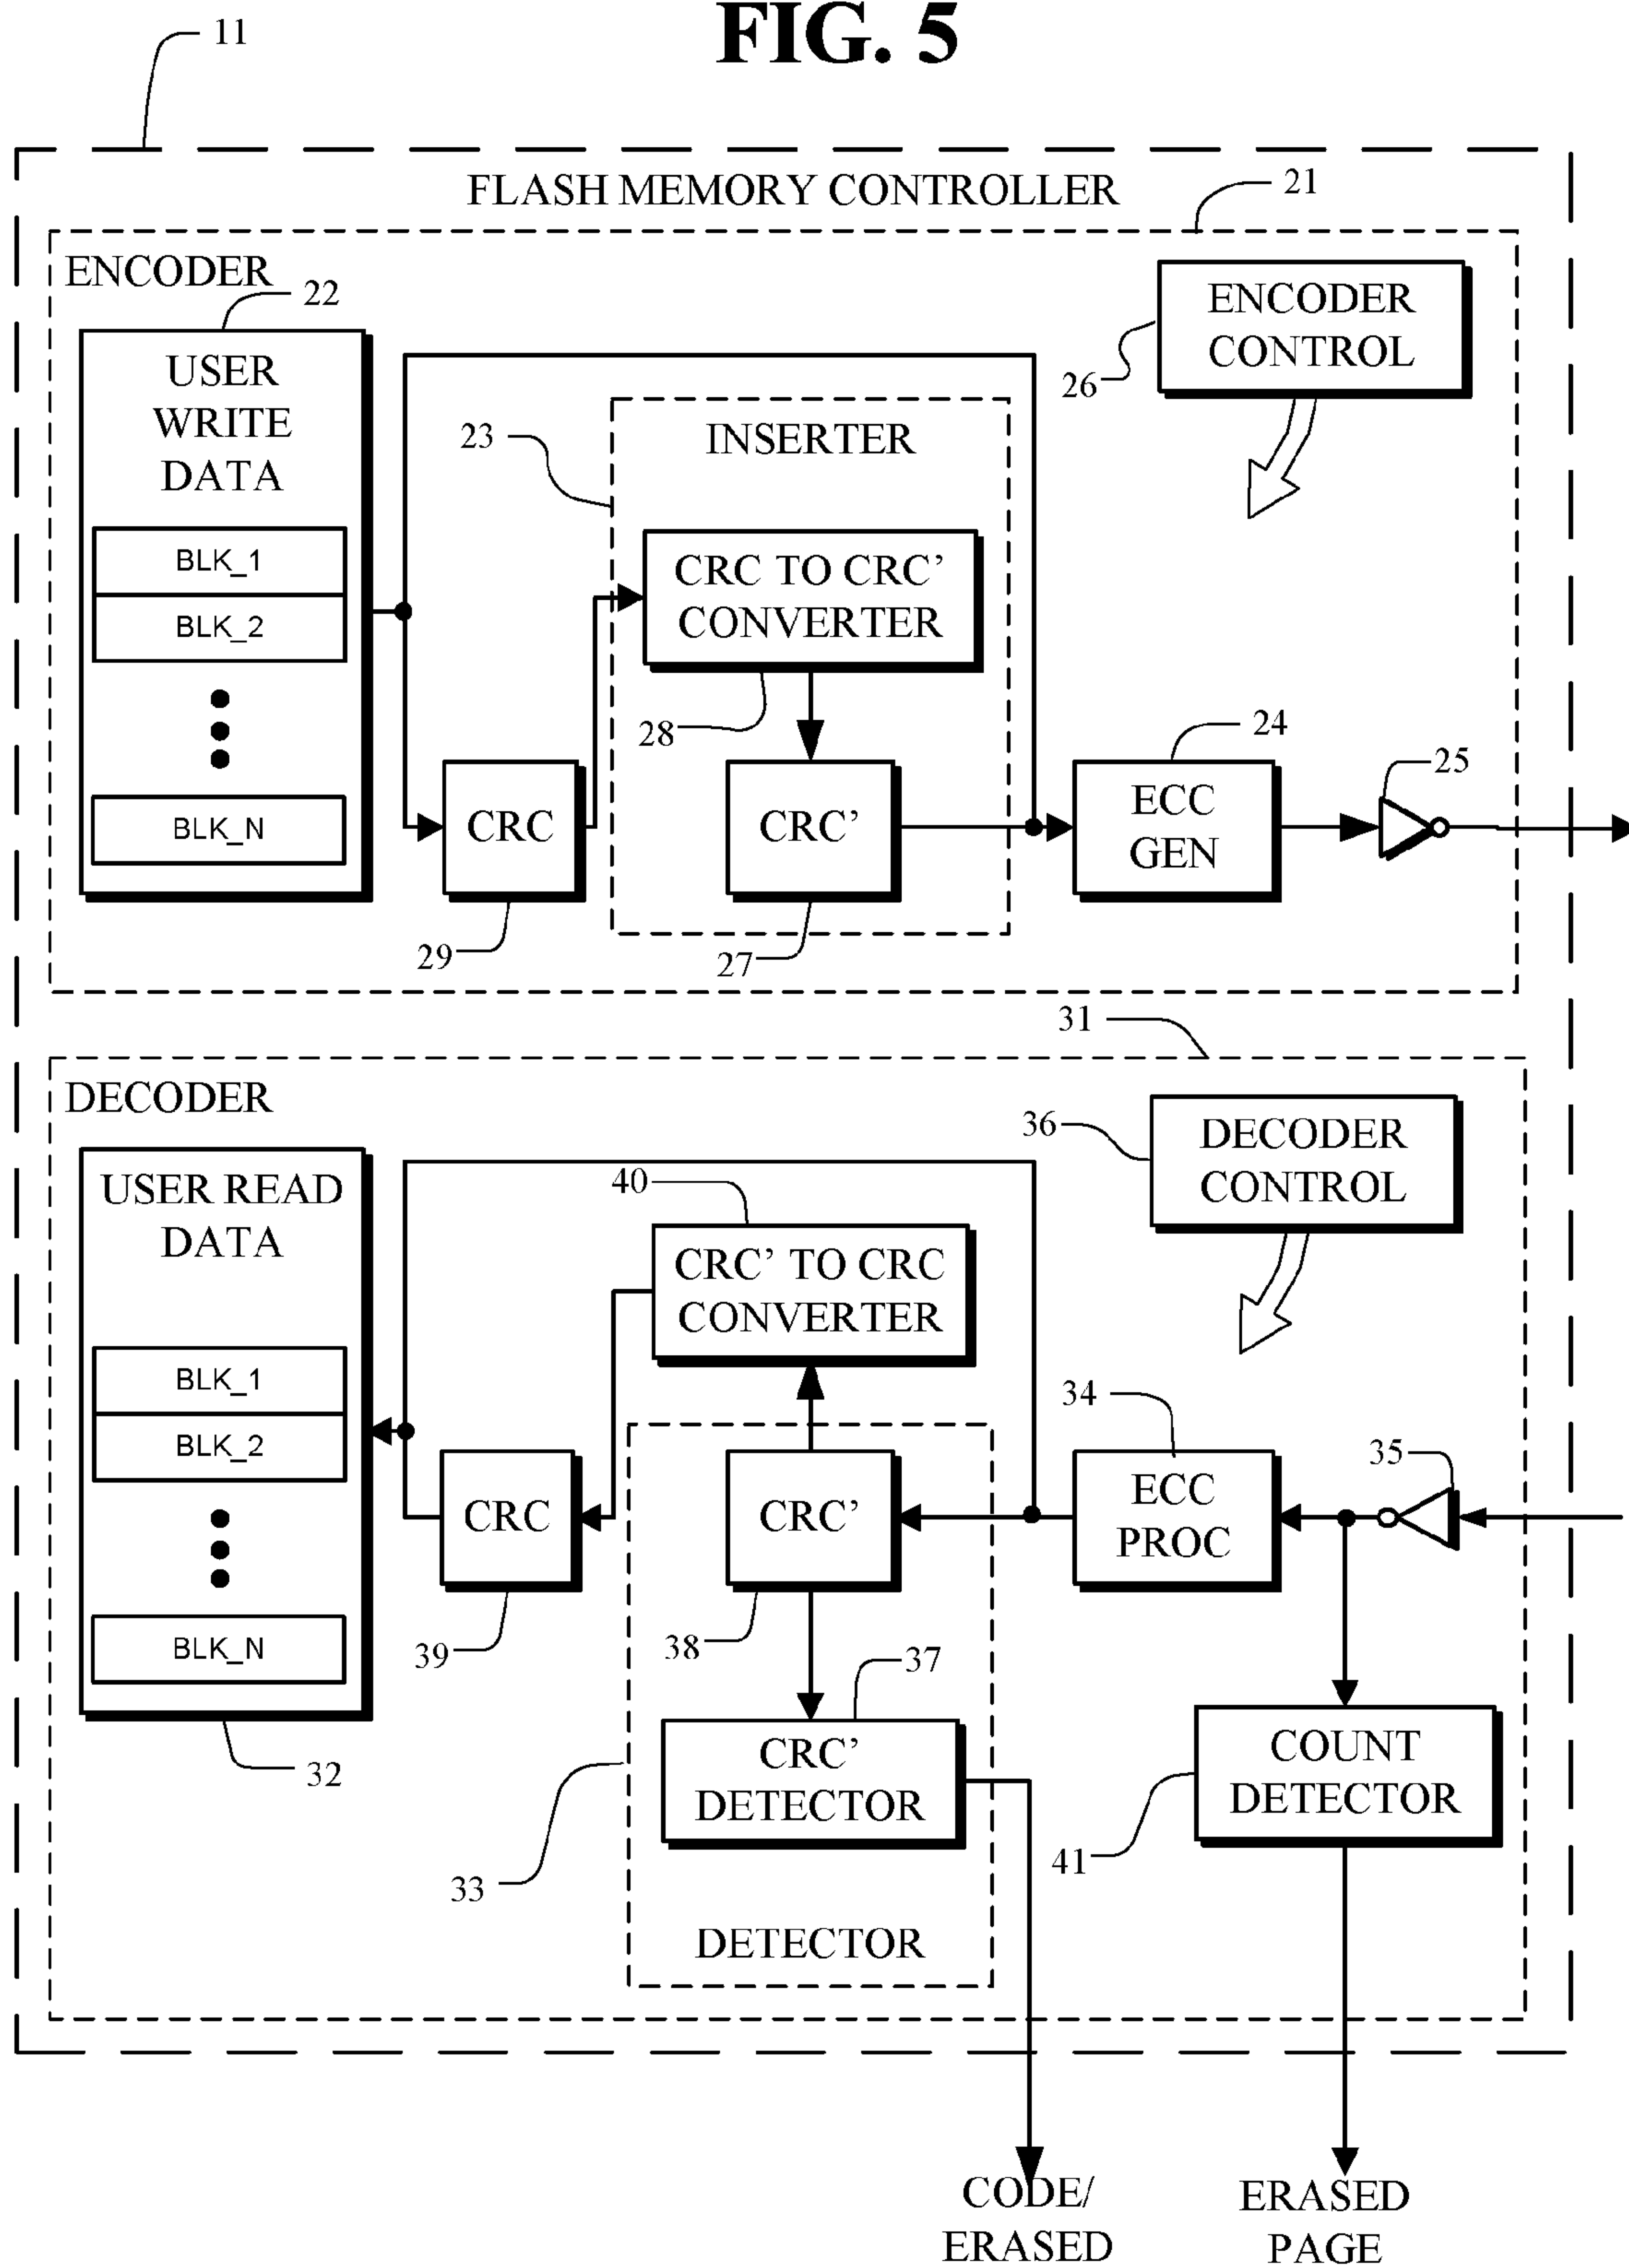 FIG. 5
11
FLASH MEMORY CONTROLLER
21
ENCODER
22
USER
WRITE
DATA
BLK_1
BLK_2
BLK_N
ENCODER
CONTROL
26
23
INSERTER
CRC TO CRC’
CONVERTER
28
CRC
29
CRC’
27
ECC
GEN
24
25
31
DECODER
USER READ
DATA
BLK_1
BLK_2
BLK_N
32
DECODER
CONTROL
36
40
CRC’ TO CRC
CONVERTER
34
ECC
PROC
35
CRC’
38
CRC
39
37
CRC’
DETECTOR
33
DETECTOR
COUNT
DETECTOR
41
CODE/
ERASED
ERASED
PAGE